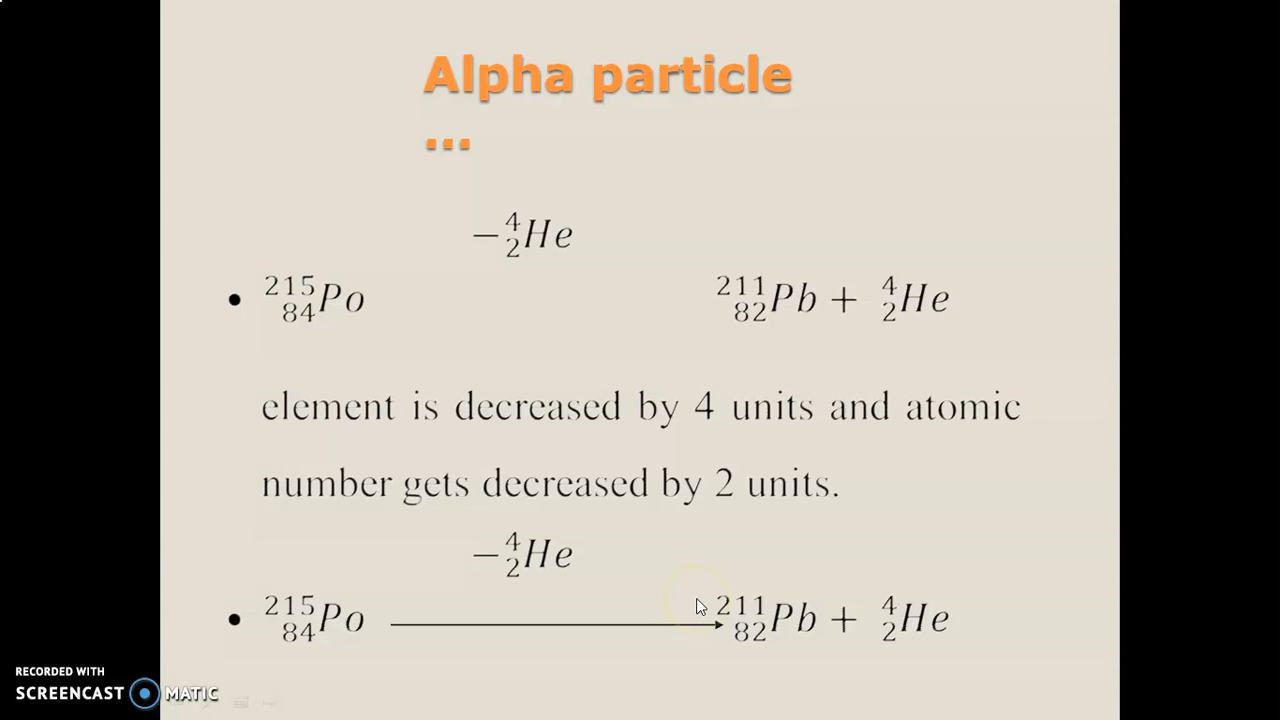 Alpha particle
...
−⁴₂He
• ²¹⁵₈₄Po ²¹¹₈₂Pb + ⁴₂He
element is decreased by 4 units and atomic
number gets decreased by 2 units.
−⁴₂He
• ²¹⁵₈₄Po ⟶ ²¹¹₈₂Pb + ⁴₂He
RECORDED WITH
SCREENCAST MATIC